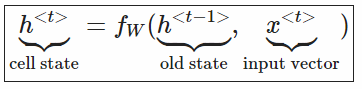 h^{<t>} = f_W(h^{<t-1>}, x^{<t>})
cell state old state input vector